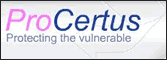 ProCertus
Protecting the vulnerable